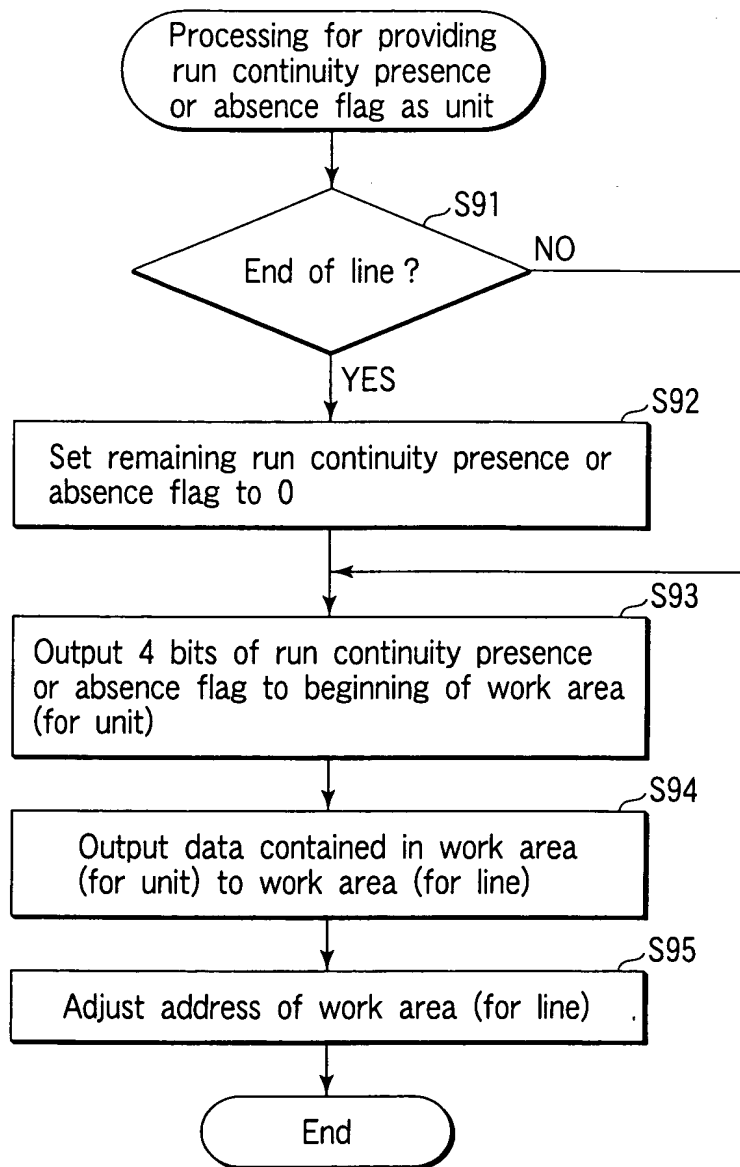 Processing for providing
run continuity presence
or absence flag as unit
S91
End of line ?
NO
YES
S92
Set remaining run continuity presence or
absence flag to 0
S93
Output 4 bits of run continuity presence
or absence flag to beginning of work area
(for unit)
S94
Output data contained in work area
(for unit) to work area (for line)
S95
Adjust address of work area (for line)
End